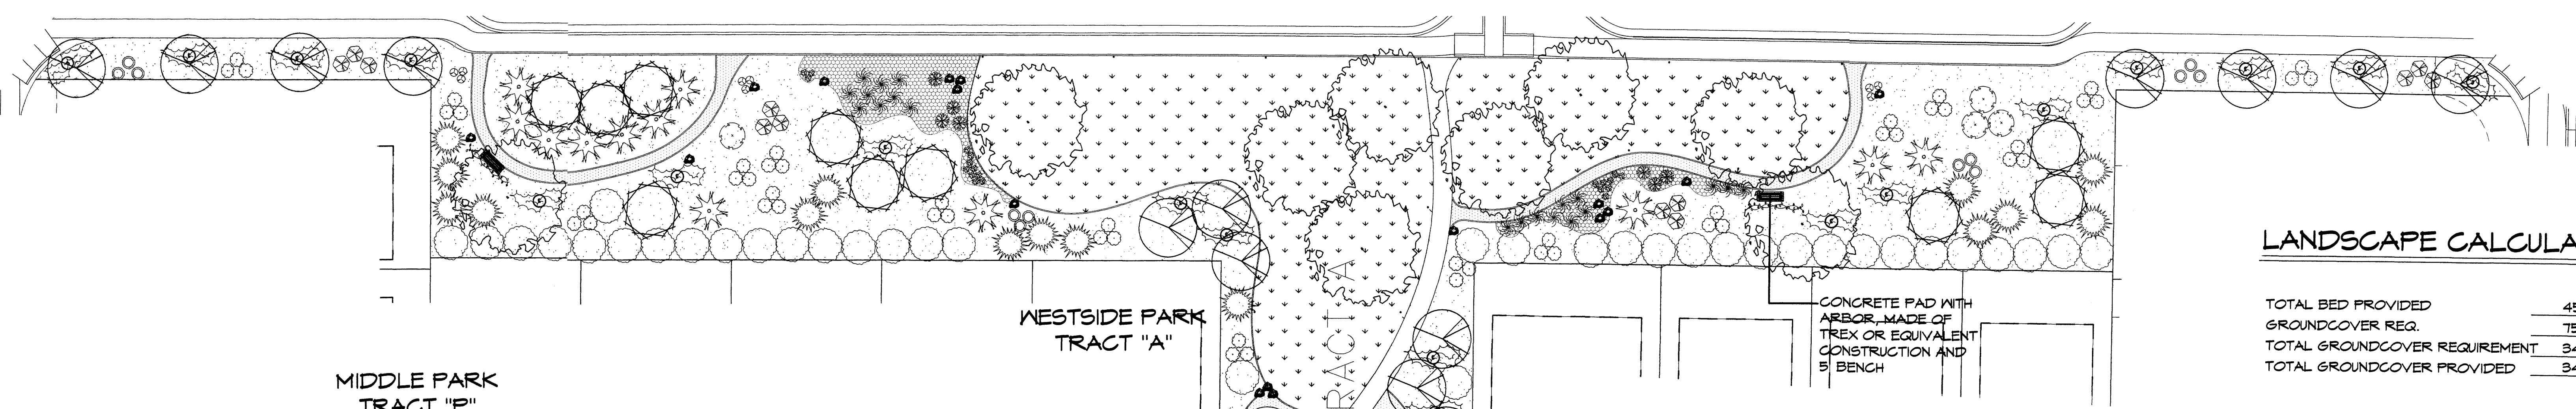 LANDSCAPE
TOTAL BED PROVIDED
GROUNDCOVER REQ.
TOTAL GROUNDCOVER REQUIREMENT
TOTAL GROUNDCOVER PROVIDED
CONCRETE PAD WITH
ARBOR, MADE OF
TREX OR EQUIVALENT
CONSTRUCTION AND
5' BENCH
WESTSIDE PARK
TRACT "A"
MIDDLE PARK
TRACT